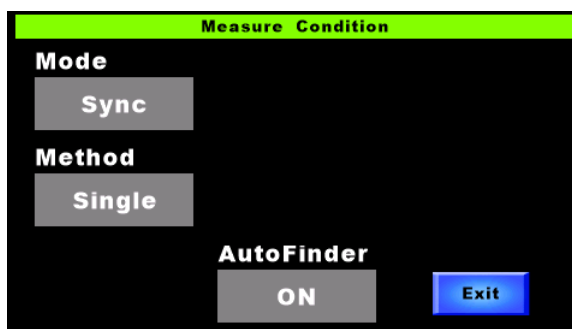 Measure Condition
Mode
Sync
Method
Single
AutoFinder
ON
Exit